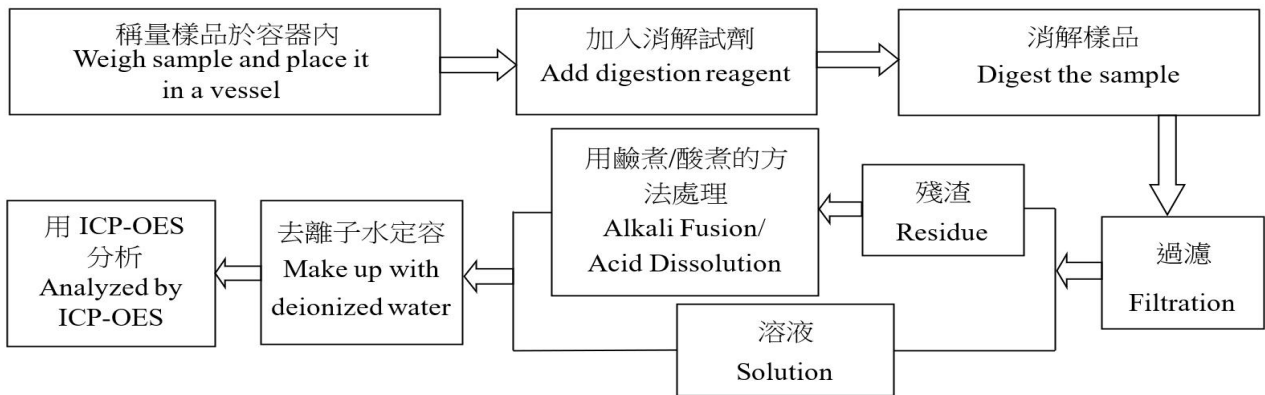 稱量樣品於容器內
Weigh sample and place it
in a vessel
加入消解試劑
Add digestion reagent
消解樣品
Digest the sample
過濾
Filtration
殘渣
Residue
用鹼煮/酸煮的方
法處理
Alkali Fusion/
Acid Dissolution
溶液
Solution
去離子水定容
Make up with
deionized water
用 ICP-OES
分析
Analyzed by
ICP-OES